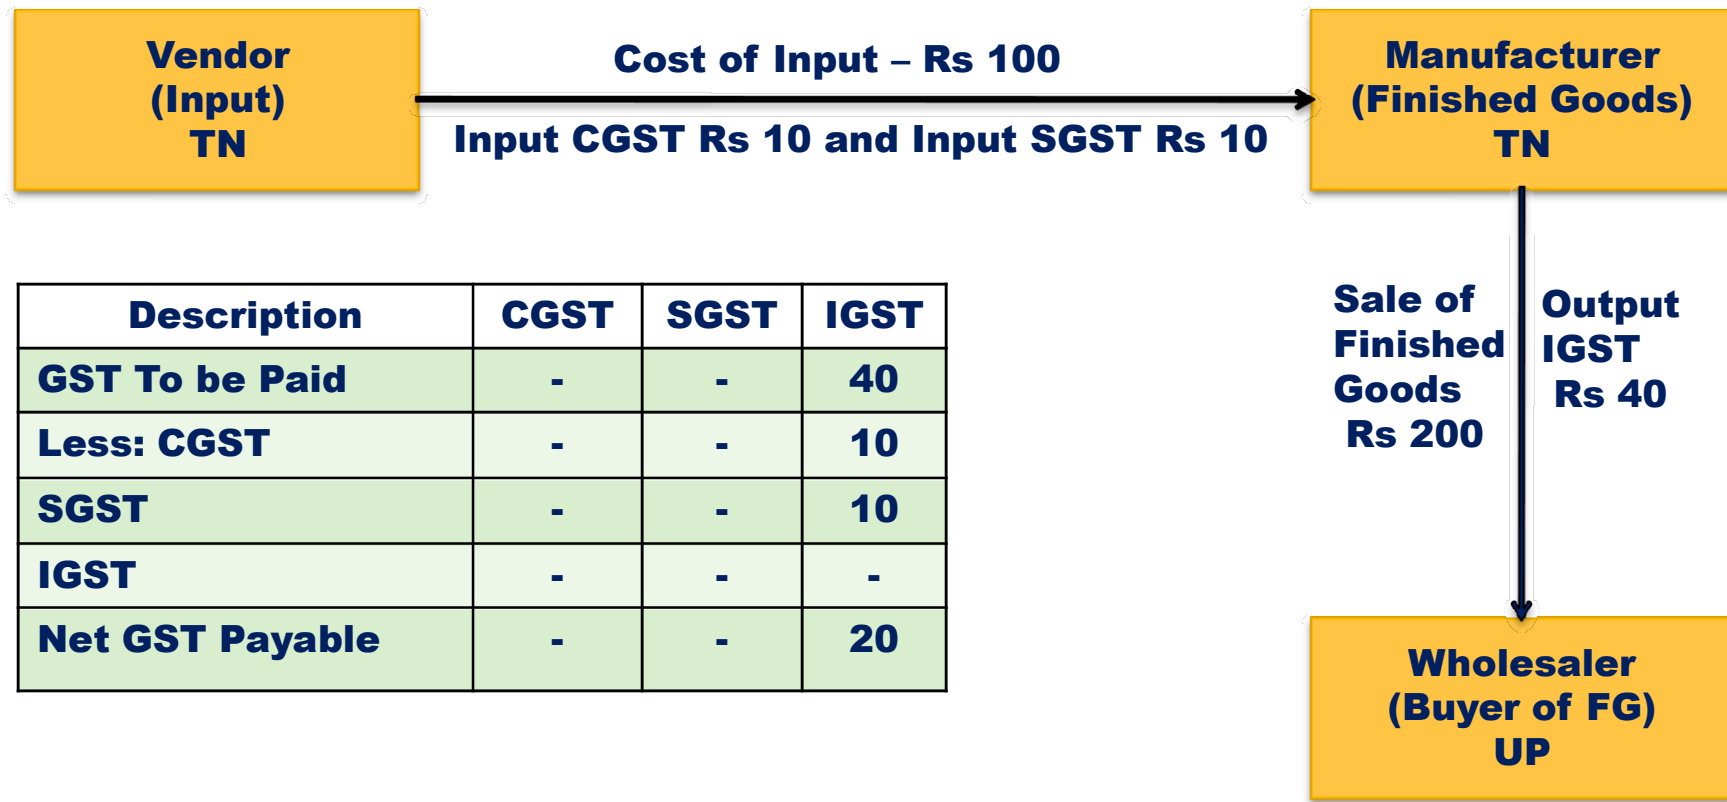 Vendor
(Input)
TN
Cost of Input – Rs 100
Input CGST Rs 10 and Input SGST Rs 10
Manufacturer
(Finished Goods)
TN
Sale of
Finished
Goods
Rs 200
Output
IGST
Rs 40
Description CGST SGST IGST
GST To be Paid - - 40
Less: CGST - - 10
SGST - - 10
IGST - - -
Net GST Payable - - 20
Wholesaler
(Buyer of FG)
UP